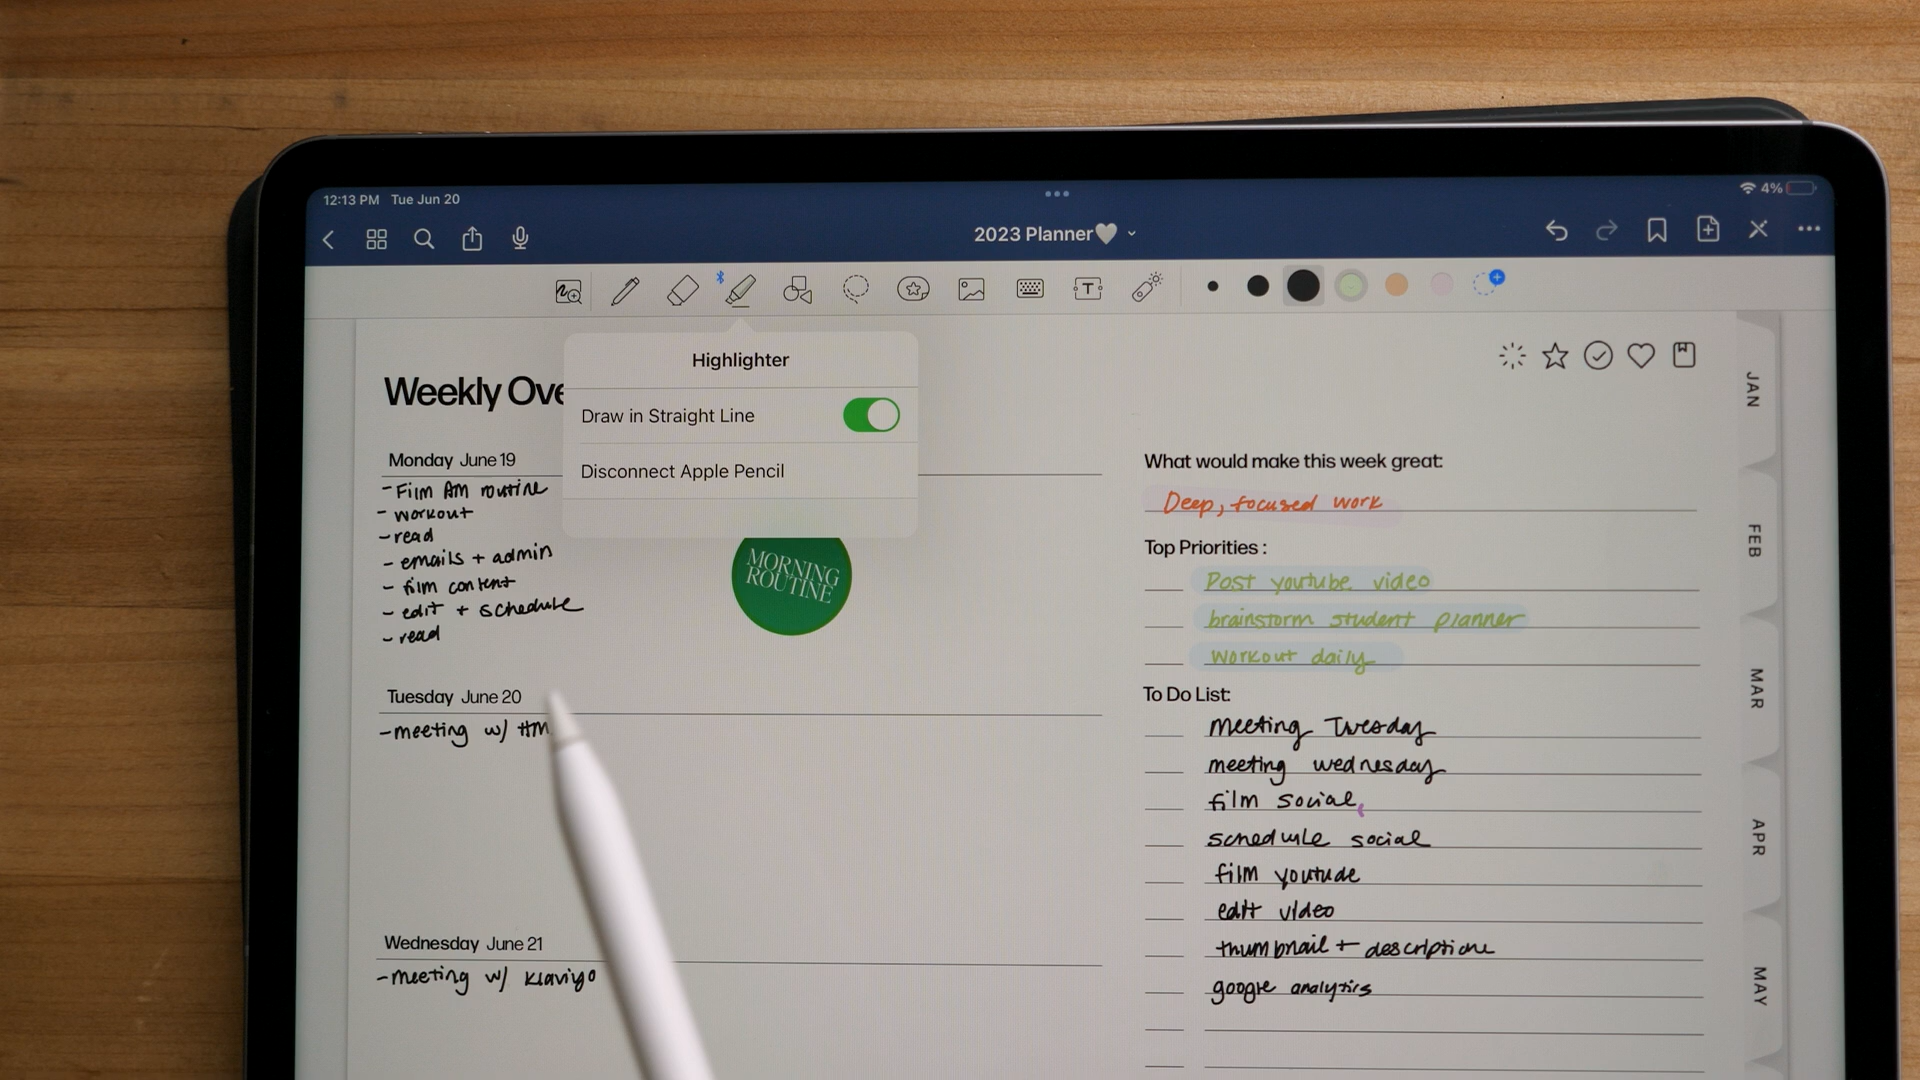 12:13 PM Tue Jun 20
4%
2023 Planner🤍
T
Highlighter
Draw in Straight Line
Disconnect Apple Pencil
Weekly Ove
Monday June 19
- Film AM routine
- workout
- read
- emails + admin
- film content
- edit + schedule
- read
MORNING
ROUTINE
Tuesday June 20
- meeting w/ HM
Wednesday June 21
- meeting w/ Klaviyo
What would make this week great:
Deep, focused work
Top Priorities :
Post youtube video
brainstorm student planner
workout daily
To Do List:
meeting Tuesday
meeting wednesday
film social
schedule social
film youtube
edit video
thumbnail + description
google analytics
JAN
FEB
MAR
APR
MAY